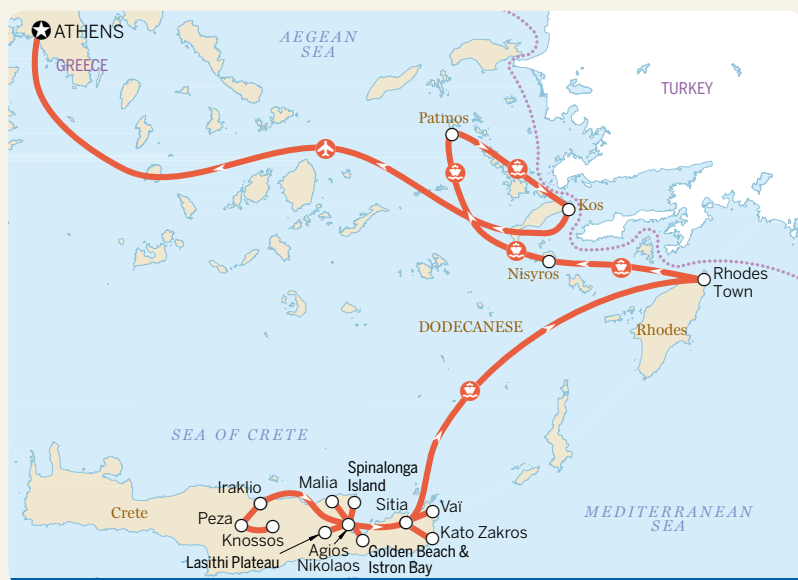 ATHENS
AEGEAN
SEA
GREECE
TURKEY
Patmos
Kos
Nisyros
Rhodes
Town
DODECANESE
Rhodes
SEA OF CRETE
Spinalonga
Island
Malia
Iraklio
Sitia
Vaï
MEDITERRANEAN
SEA
Crete
Peza
Knossos
Kato Zakros
Lasithi Plateau
Agios
Nikolaos
Golden Beach &
Istron Bay